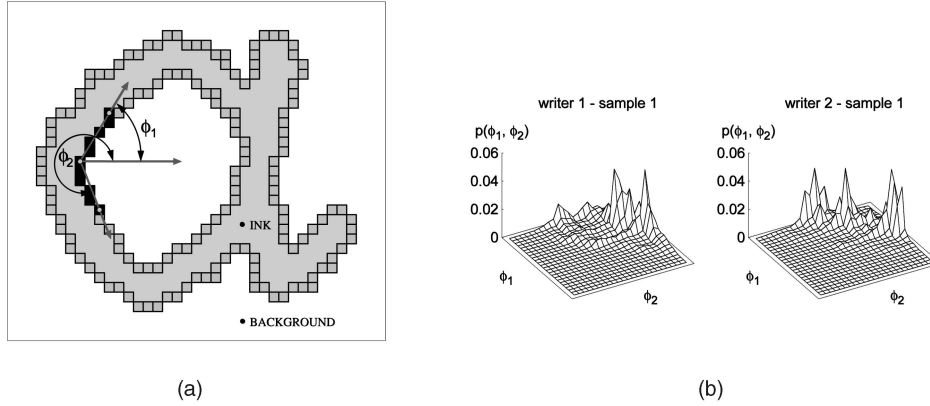 ϕ₁
ϕ₂
INK
BACKGROUND
(a)
writer 1 - sample 1
p(ϕ₁, ϕ₂)
0.06
0.04
0.02
0
ϕ₁
ϕ₂
writer 2 - sample 1
p(ϕ₁, ϕ₂)
0.06
0.04
0.02
0
ϕ₁
ϕ₂
(b)